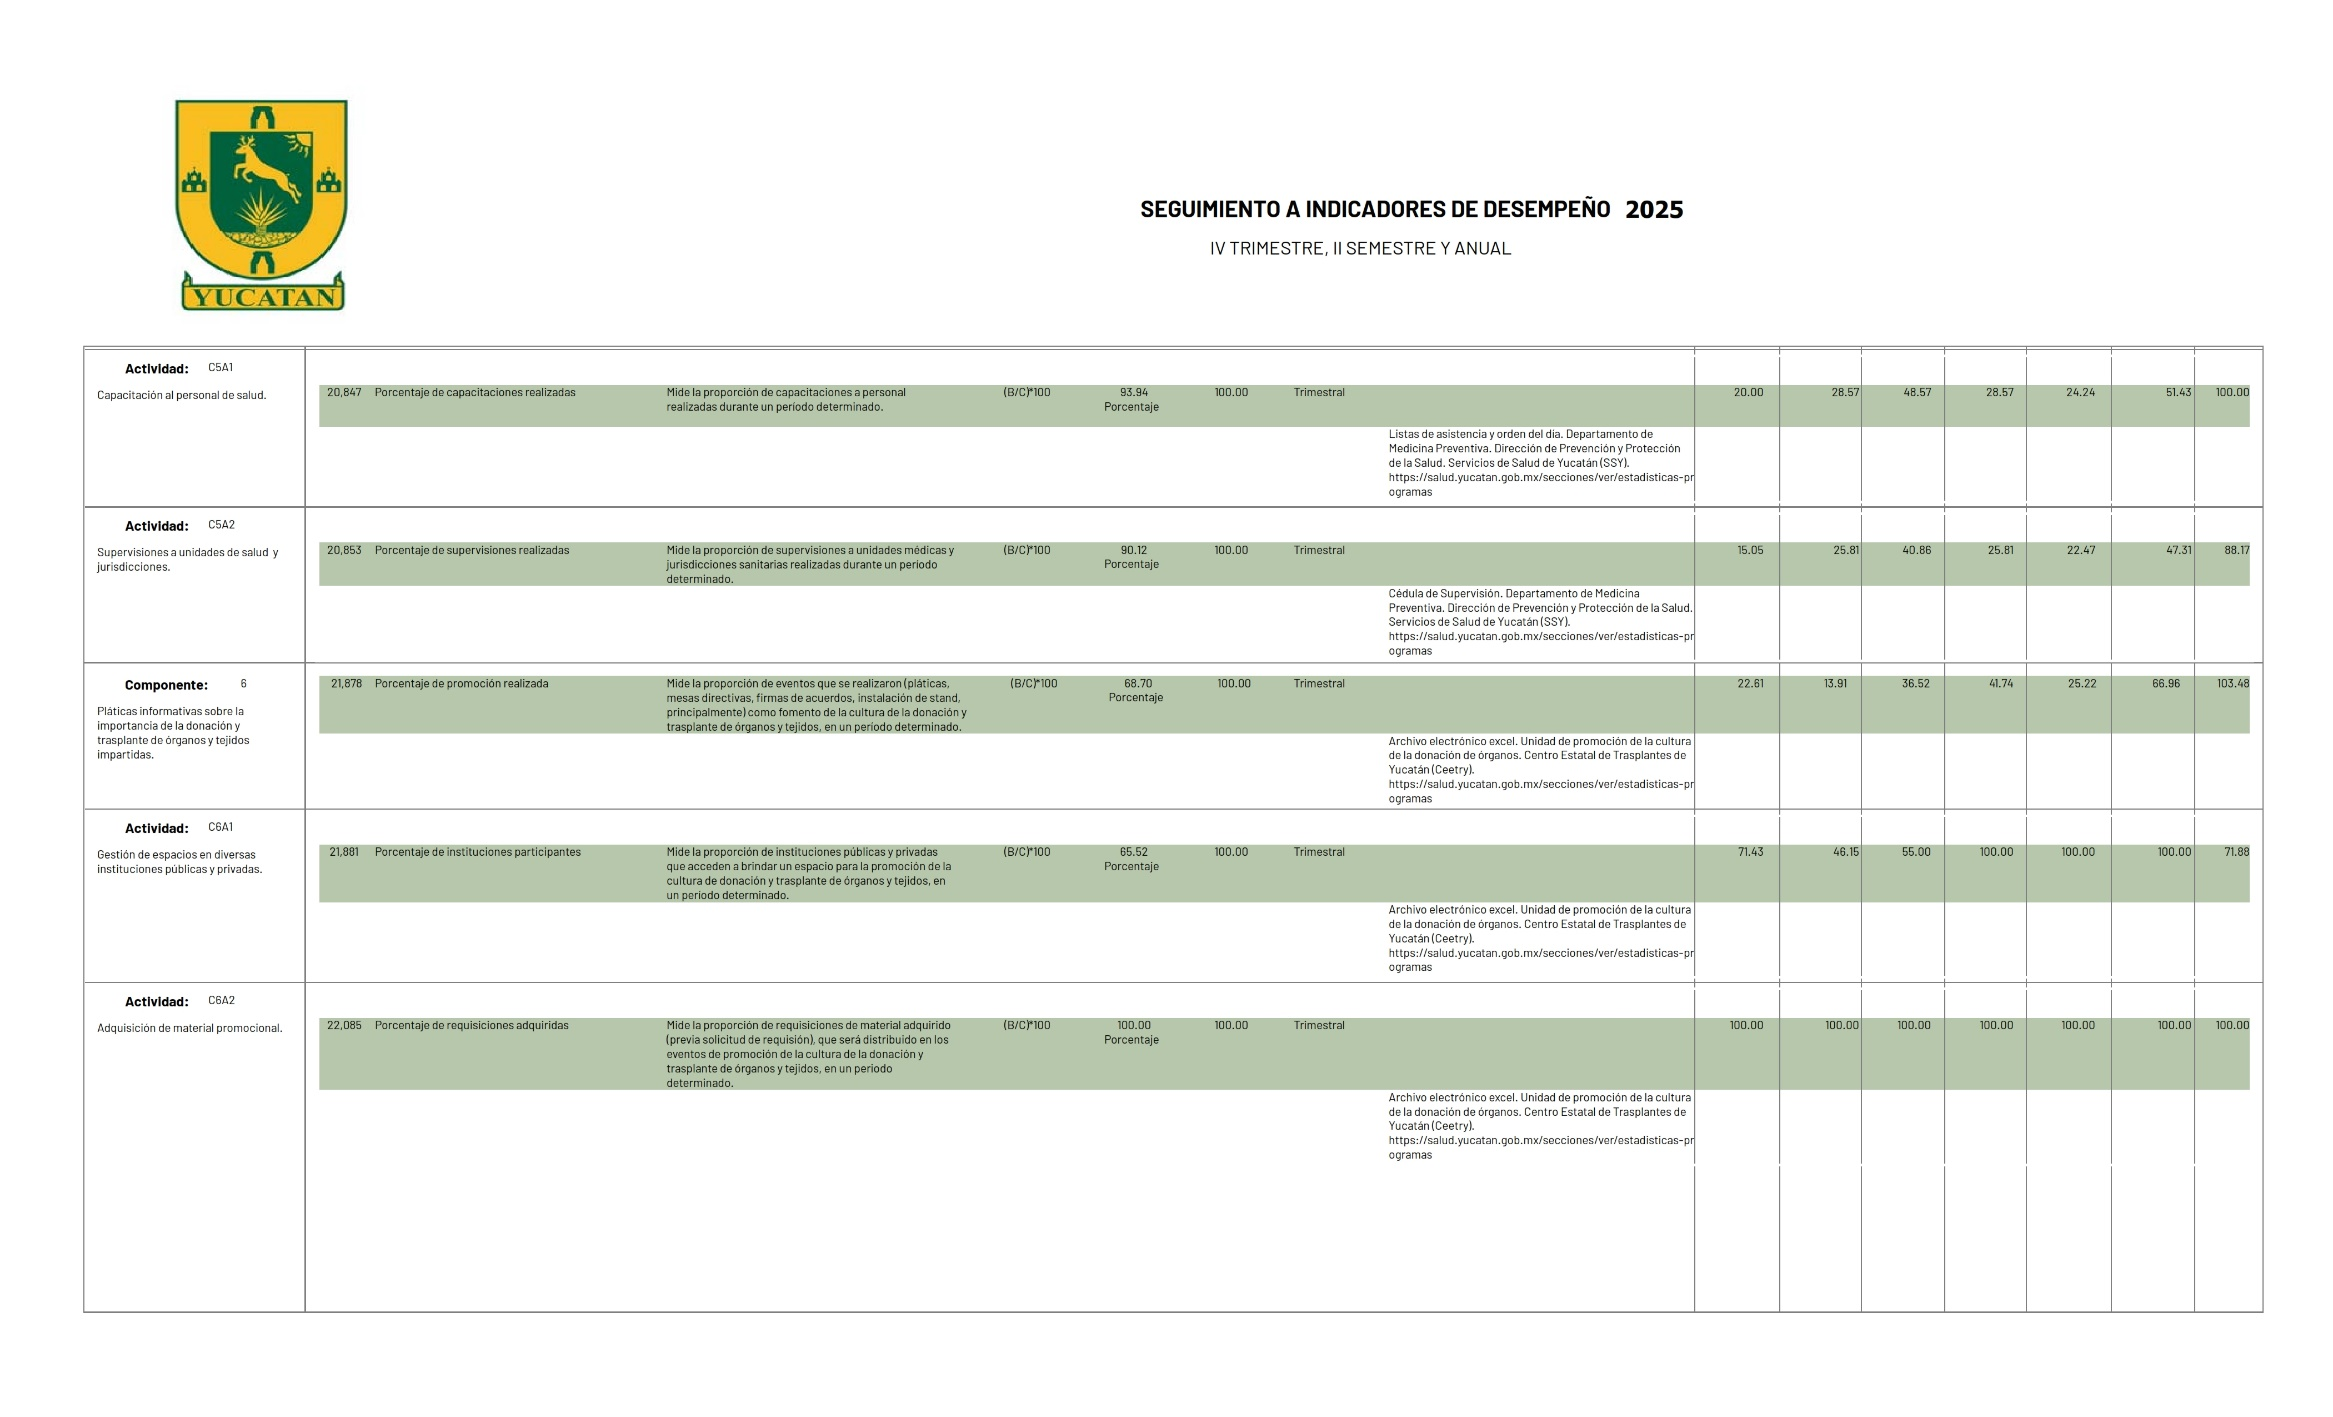 YUCATAN
SEGUIMIENTO A INDICADORES DE DESEMPEÑO 2025
IV TRIMESTRE, II SEMESTRE Y ANUAL
Actividad: C5A1
Capacitación al personal de salud.
20,847 Porcentaje de capacitaciones realizadas Mide la proporción de capacitaciones a personal (B/C)*100 93.94 100.00 Trimestral 20.00 28.57 48.57 28.57 24.24 51.43 100.00
realizadas durante un período determinado. Porcentaje
Listas de asistencia y orden del día. Departamento de
Medicina Preventiva. Dirección de Prevención y Protección
de la Salud. Servicios de Salud de Yucatán (SSY).
https://salud.yucatan.gob.mx/secciones/ver/estadisticas-pr
ogramas
Actividad: C5A2
Supervisiones a unidades de salud y
jurisdicciones.
20,853 Porcentaje de supervisiones realizadas Mide la proporción de supervisiones a unidades médicas y (B/C)*100 90.12 100.00 Trimestral 15.05 25.81 40.86 25.81 22.47 47.31 88.17
jurisdicciones sanitarias realizadas durante un período Porcentaje
determinado.
Cédula de Supervisión. Departamento de Medicina
Preventiva. Dirección de Prevención y Protección de la Salud.
Servicios de Salud de Yucatán (SSY).
https://salud.yucatan.gob.mx/secciones/ver/estadisticas-pr
ogramas
Componente: 6
Pláticas informativas sobre la
importancia de la donación y
trasplante de órganos y tejidos
impartidas.
21,878 Porcentaje de promoción realizada Mide la proporción de eventos que se realizaron (pláticas, (B/C)*100 68.70 100.00 Trimestral 22.61 13.91 36.52 41.74 25.22 66.96 103.48
mesas directivas, firmas de acuerdos, instalación de stand, Porcentaje
principalmente) como fomento de la cultura de la donación y
trasplante de órganos y tejidos, en un período determinado.
Archivo electrónico excel. Unidad de promoción de la cultura
de la donación de órganos. Centro Estatal de Trasplantes de
Yucatán (Ceetry).
https://salud.yucatan.gob.mx/secciones/ver/estadisticas-pr
ogramas
Actividad: C6A1
Gestión de espacios en diversas
instituciones públicas y privadas.
21,881 Porcentaje de instituciones participantes Mide la proporción de instituciones públicas y privadas (B/C)*100 65.52 100.00 Trimestral 71.43 46.15 55.00 100.00 100.00 100.00 71.88
que acceden a brindar un espacio para la promoción de la Porcentaje
cultura de donación y trasplante de órganos y tejidos, en
un periodo determinado.
Archivo electrónico excel. Unidad de promoción de la cultura
de la donación de órganos. Centro Estatal de Trasplantes de
Yucatán (Ceetry).
https://salud.yucatan.gob.mx/secciones/ver/estadisticas-pr
ogramas
Actividad: C6A2
Adquisición de material promocional.
22,085 Porcentaje de requisiciones adquiridas Mide la proporción de requisiciones de material adquirido (B/C)*100 100.00 100.00 Trimestral 100.00 100.00 100.00 100.00 100.00 100.00 100.00
(previa solicitud de requisión), que será distribuido en los Porcentaje
eventos de promoción de la cultura de la donación y
trasplante de órganos y tejidos, en un periodo
determinado.
Archivo electrónico excel. Unidad de promoción de la cultura
de la donación de órganos. Centro Estatal de Trasplantes de
Yucatán (Ceetry).
https://salud.yucatan.gob.mx/secciones/ver/estadisticas-pr
ogramas